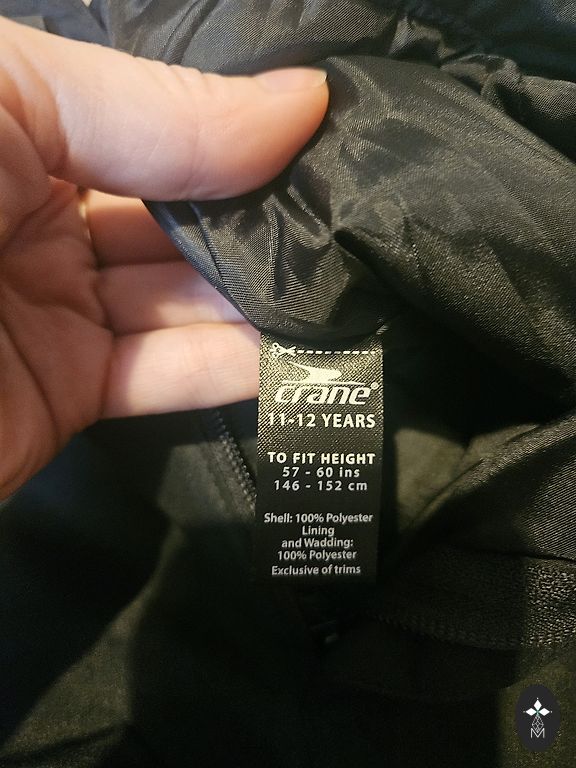 crane®
11-12 YEARS
TO FIT HEIGHT
57 - 60 ins
146 - 152 cm
Shell: 100% Polyester
Lining
and Wadding:
100% Polyester
Exclusive of trims
M